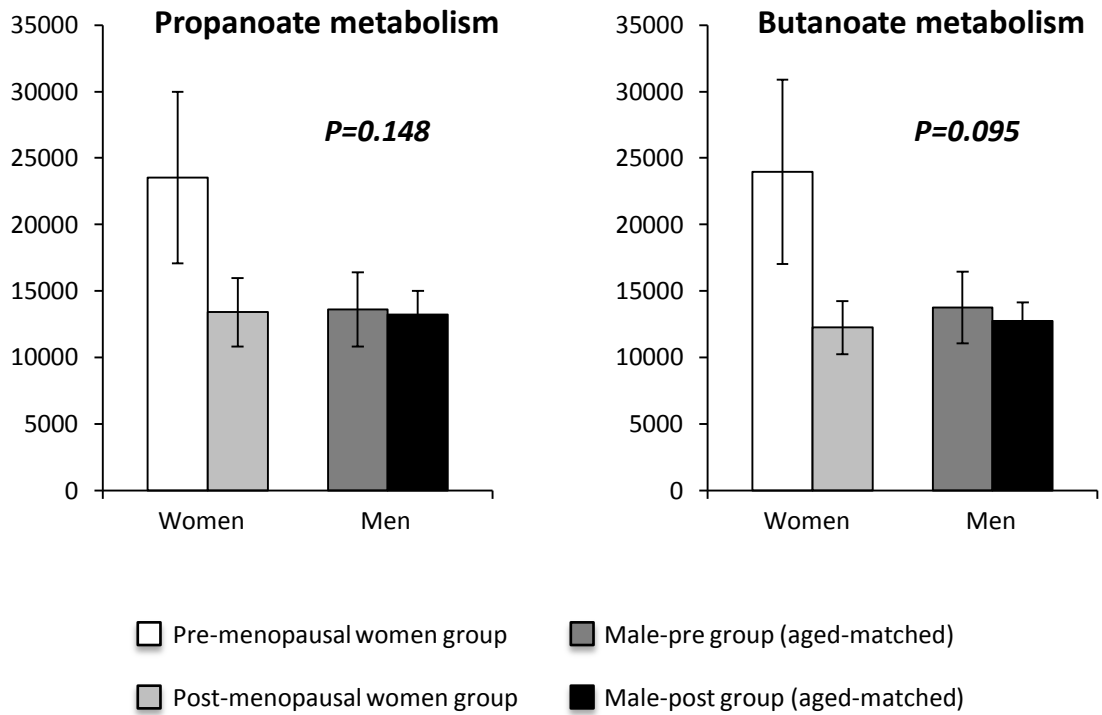 Propanoate metabolism
35000
30000
25000
20000
15000
10000
5000
0
P=0.148
Women
Men
Butanoate metabolism
35000
30000
25000
20000
15000
10000
5000
0
P=0.095
Women
Men
Pre-menopausal women group
Male-pre group (aged-matched)
Post-menopausal women group
Male-post group (aged-matched)